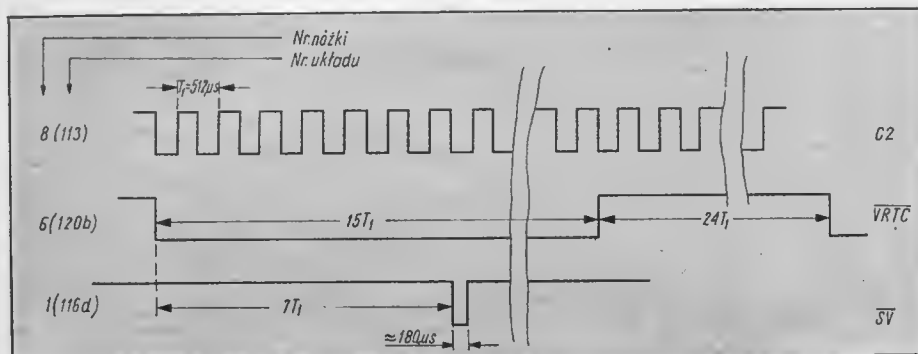 Nr. nóżki
Nr. układu
T₁=512µs
8 (113)
C2
6 (120b)
15T₁
24T₁
VRTC
1 (116d)
7T₁
SV
≈180µs